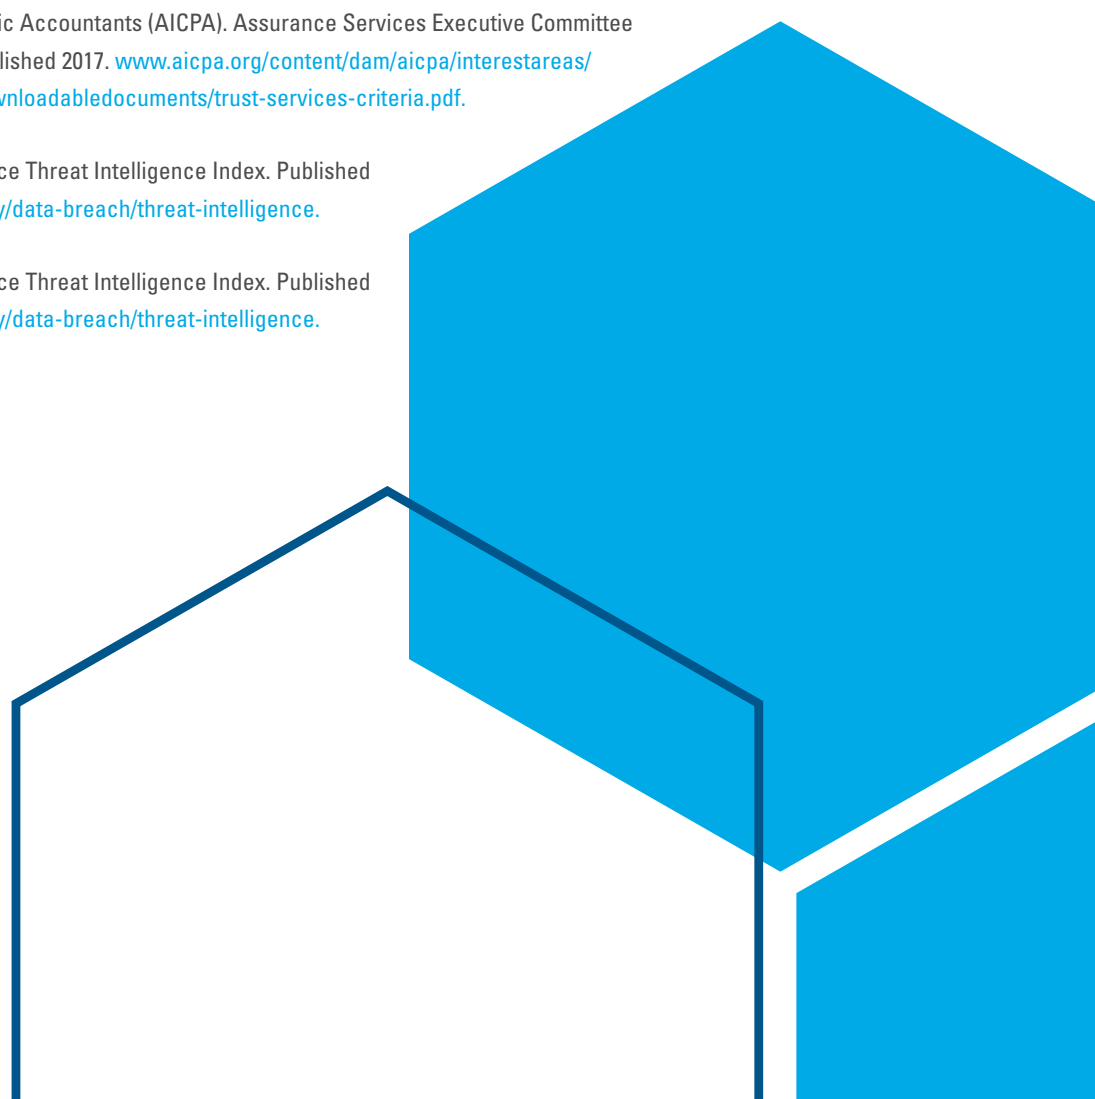 ic Accountants (AICPA). Assurance Services Executive Committee
lished 2017. www.aicpa.org/content/dam/aicpa/interestareas/
wnloadabledocuments/trust-services-criteria.pdf.
ce Threat Intelligence Index. Published
y/data-breach/threat-intelligence.
ce Threat Intelligence Index. Published
y/data-breach/threat-intelligence.